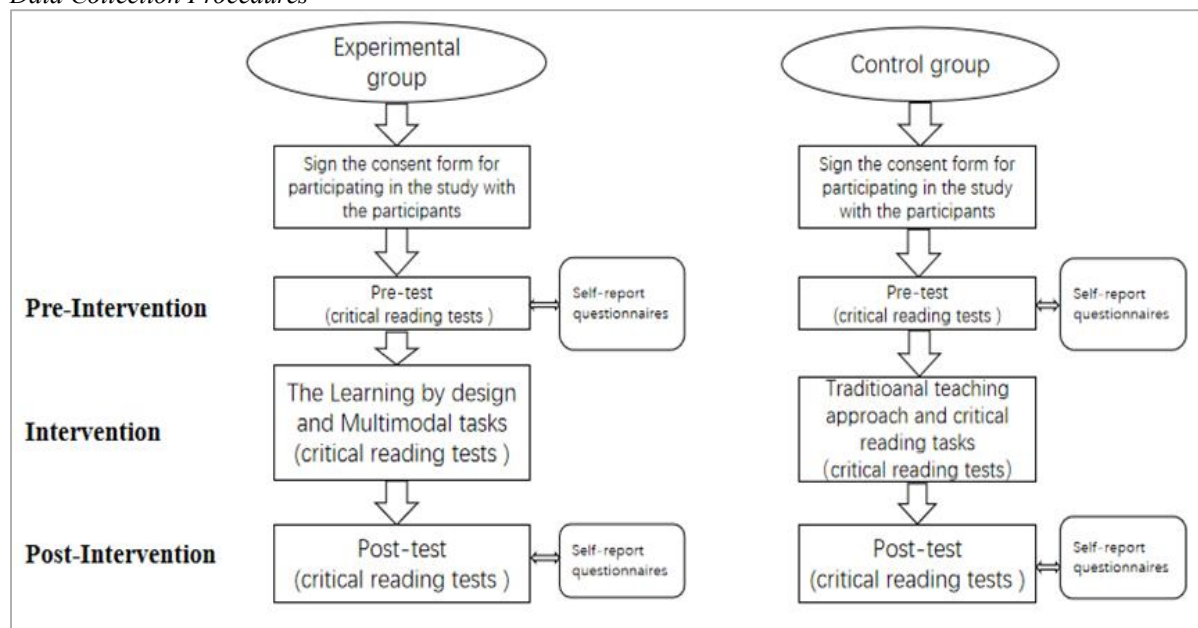 Data Collection Procedures
Experimental
group
Control group
Sign the consent form for
participating in the study with
the participants
Sign the consent form for
participating in the study
with the participants
Pre-Intervention
Pre-test
(critical reading tests )
Self-report
questionnaires
Pre-test
(critical reading tests )
Self-report
questionnaires
Intervention
The Learning by design
and Multimodal tasks
(critical reading tests )
Traditioanal teaching
approach and critical
reading tasks
(critical reading tests)
Post-Intervention
Post-test
(critical reading tests )
Self-report
questionnaires
Post-test
(critical reading tests )
Self-report
questionnaires